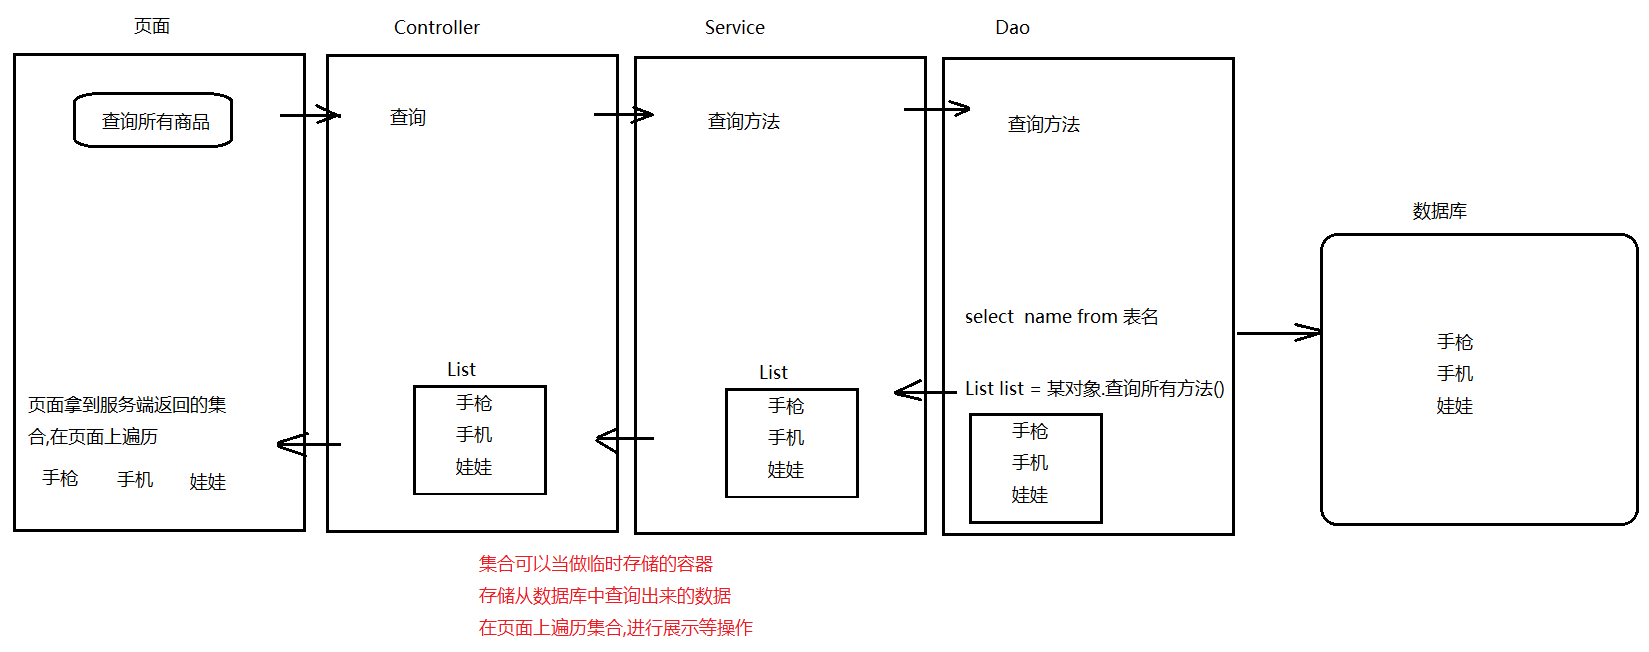 页面
Controller
Service
Dao
查询所有商品
查询
查询方法
查询方法
数据库
select  name from 表名
手枪
手机
娃娃
List
List
List list = 某对象.查询所有方法()
页面拿到服务端返回的集
合,在页面上遍历
手枪
手机
娃娃
手枪
手机
娃娃
手枪
手机
娃娃
手枪
手机
娃娃
集合可以当做临时存储的容器
存储从数据库中查询出来的数据
在页面上遍历集合,进行展示等操作